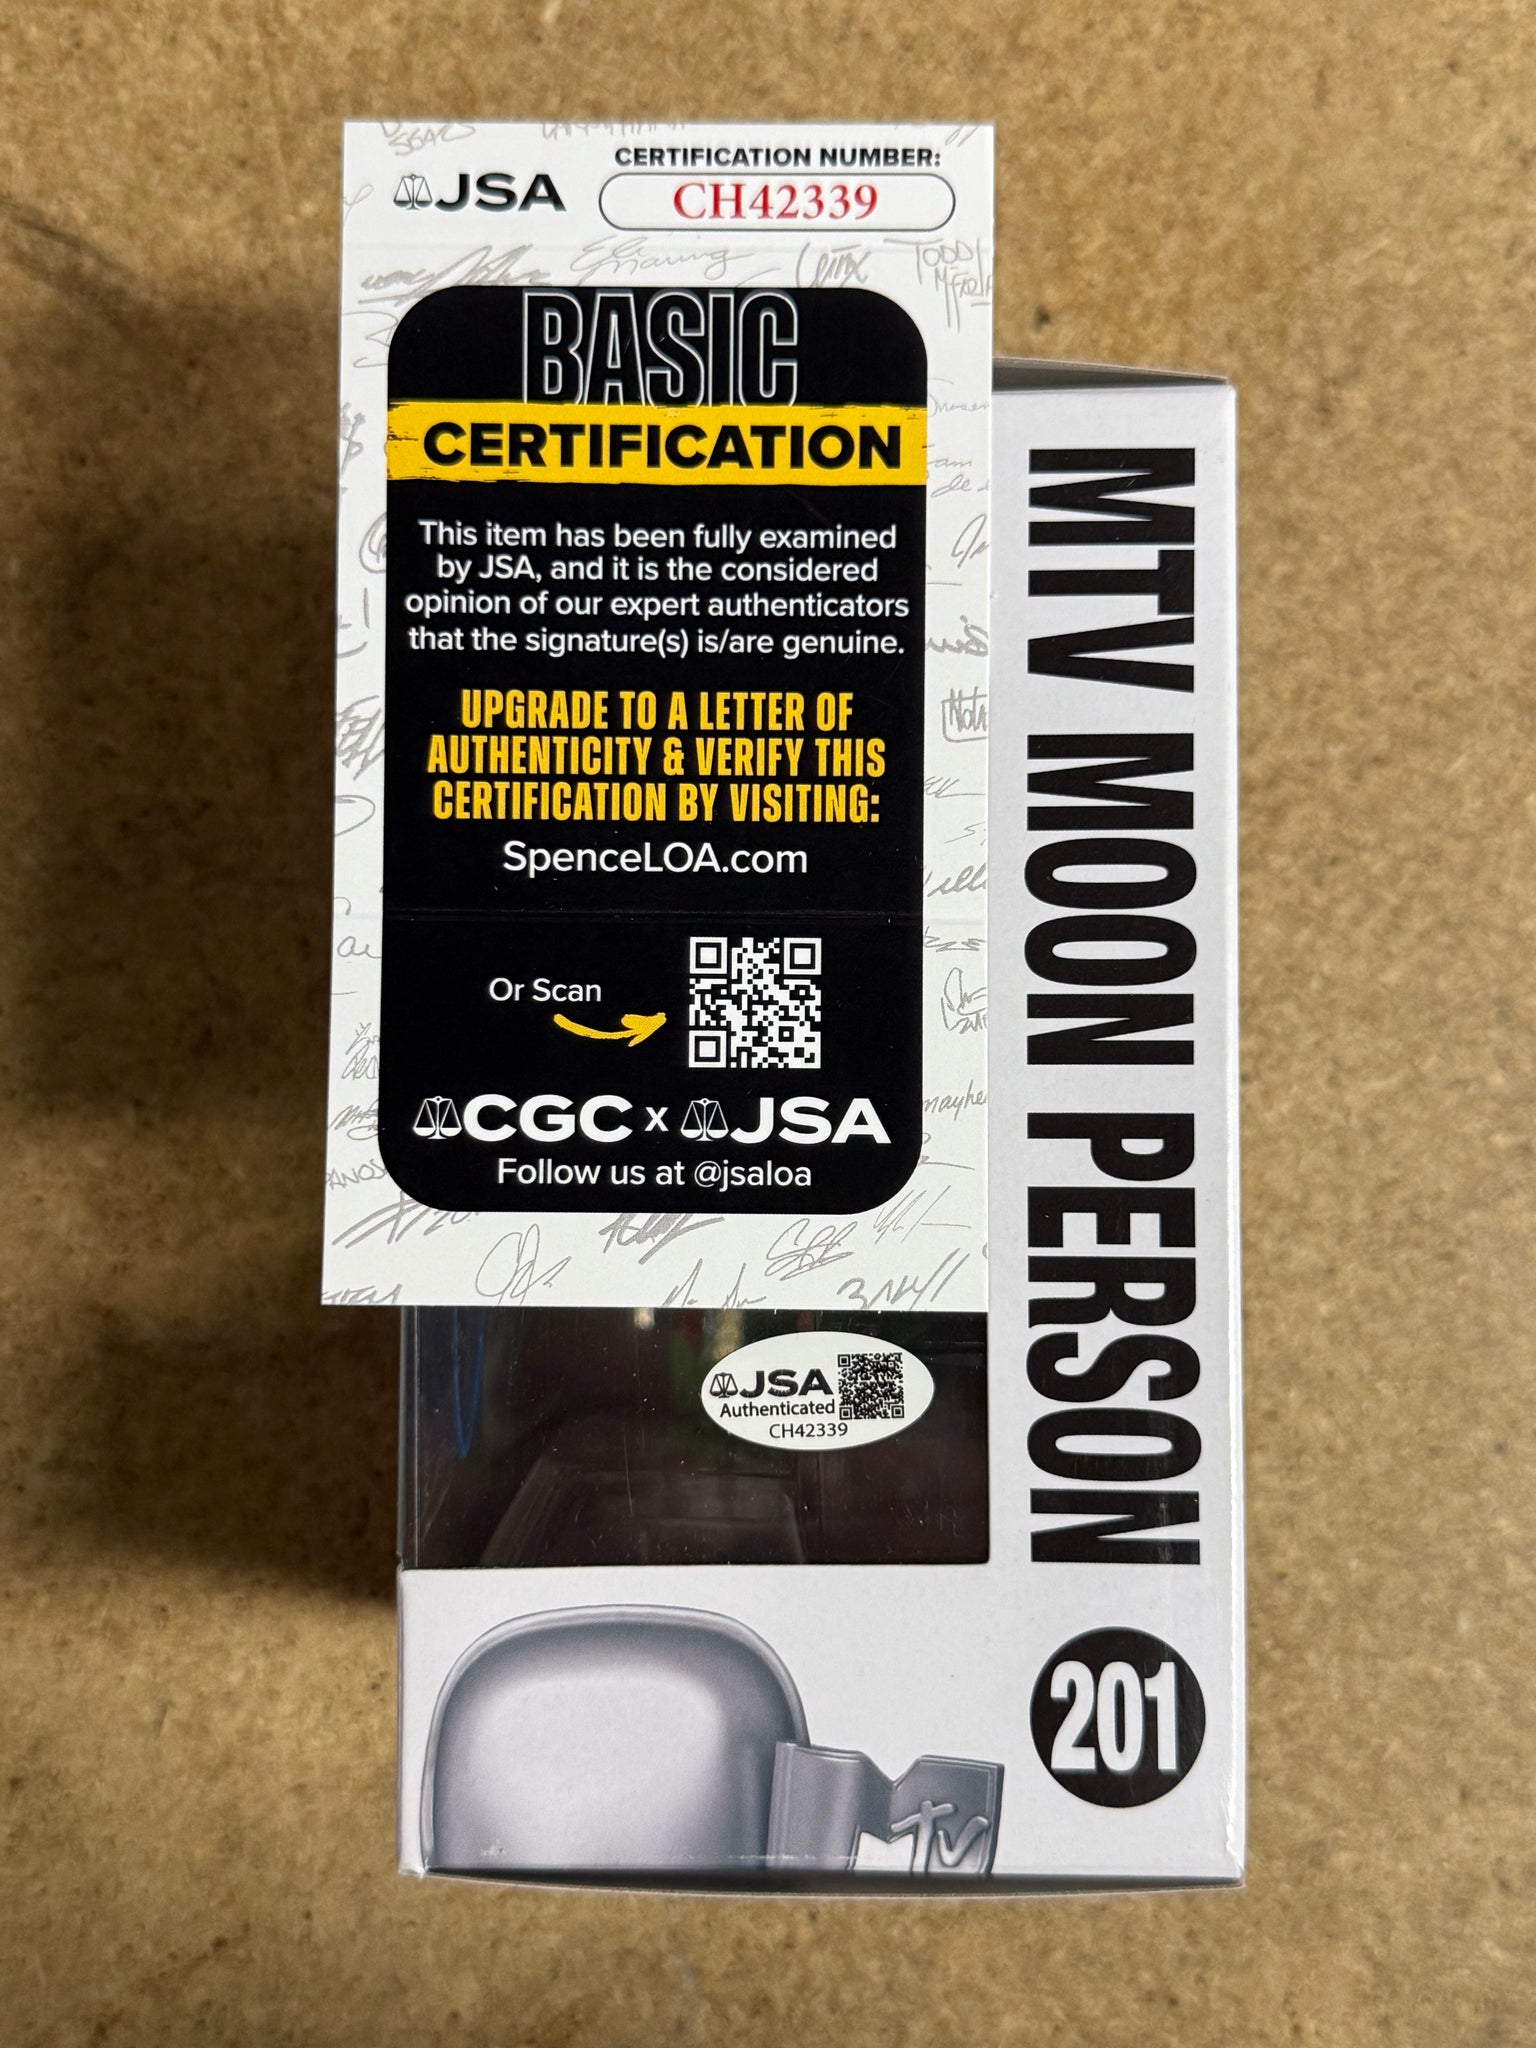 JSA
CERTIFICATION NUMBER:
CH42339
BASIC
CERTIFICATION
This item has been fully examined
by JSA, and it is the considered
opinion of our expert authenticators
that the signature(s) is/are genuine.
UPGRADE TO A LETTER OF
AUTHENTICITY & VERIFY THIS
CERTIFICATION BY VISITING:
SpenceLOA.com
Or Scan
CGC x JSA
Follow us at @jsaloa
JSA
Authenticated
CH42339
MTV MOON PERSON
201
MTV